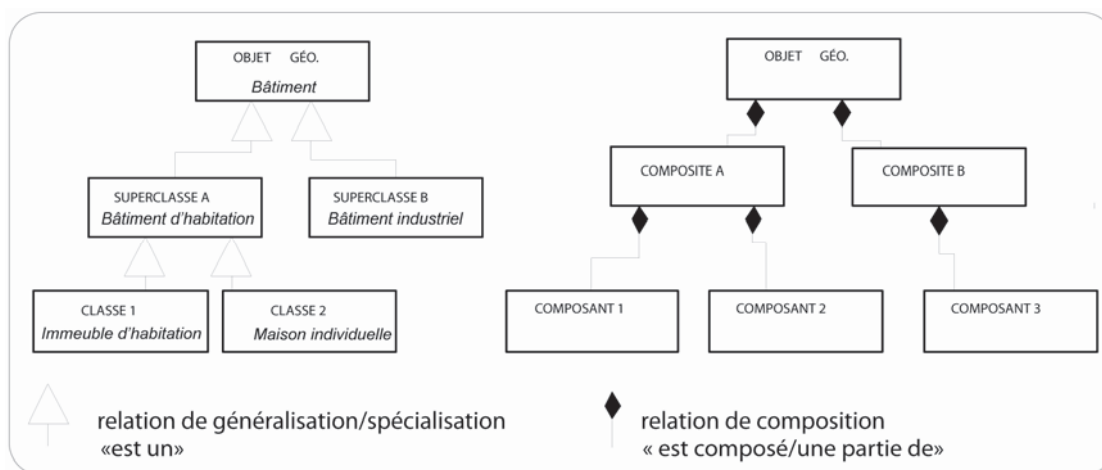 OBJET GÉO.
Bâtiment
SUPERCLASSE A
Bâtiment d'habitation
SUPERCLASSE B
Bâtiment industriel
CLASSE 1
Immeuble d'habitation
CLASSE 2
Maison individuelle
relation de généralisation/spécialisation
«est un»
OBJET GÉO.
COMPOSITE A
COMPOSITE B
COMPOSANT 1
COMPOSANT 2
COMPOSANT 3
relation de composition
« est composé/une partie de»